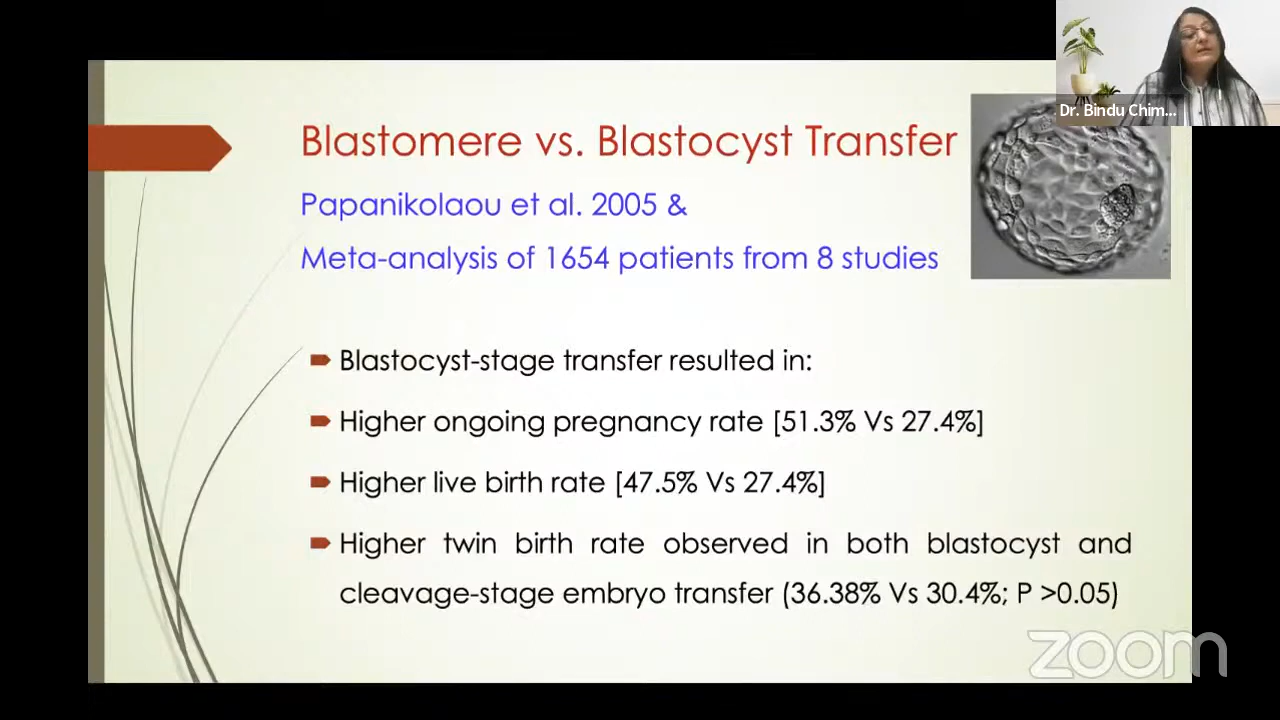 Dr. Bindu Chim...
Blastomere vs. Blastocyst Transfer
Papanikolaou et al. 2005 &
Meta-analysis of 1654 patients from 8 studies
Blastocyst-stage transfer resulted in:
Higher ongoing pregnancy rate [51.3% Vs 27.4%]
Higher live birth rate [47.5% Vs 27.4%]
Higher twin birth rate observed in both blastocyst and
cleavage-stage embryo transfer (36.38% Vs 30.4%; P >0.05)
zoom